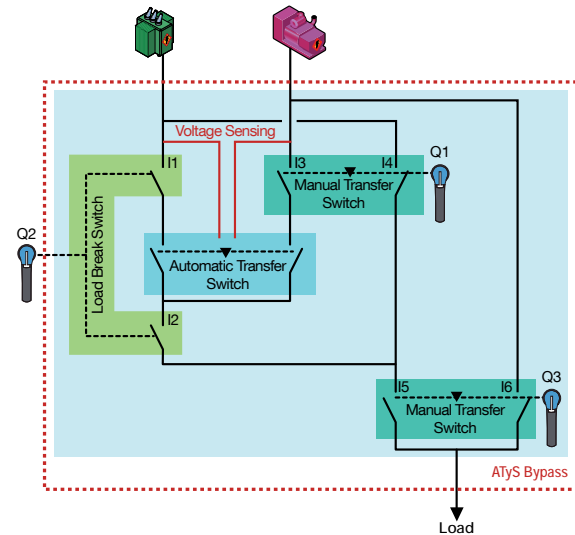 Voltage Sensing
I1
I3
I4
Q1
Manual Transfer
Switch
Q2
Load Break Switch
Automatic Transfer
Switch
I2
I5
I6
Q3
Manual Transfer
Switch
ATyS Bypass
Load